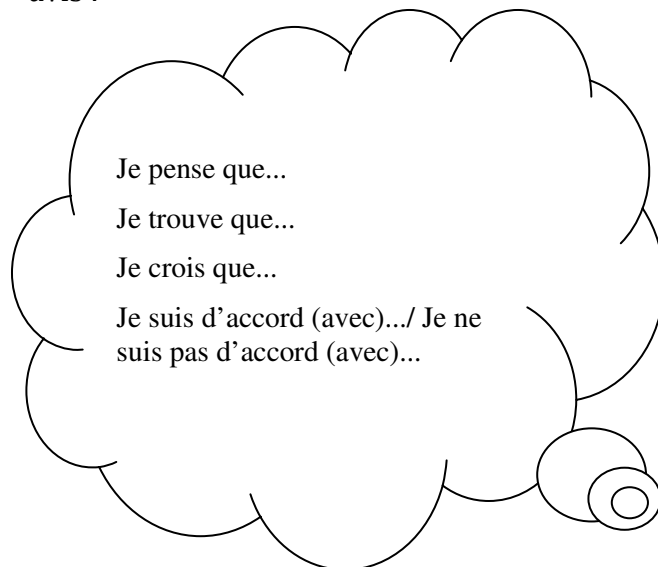 Je pense que...
Je trouve que...
Je crois que...
Je suis d’accord (avec).../ Je ne
suis pas d’accord (avec)...